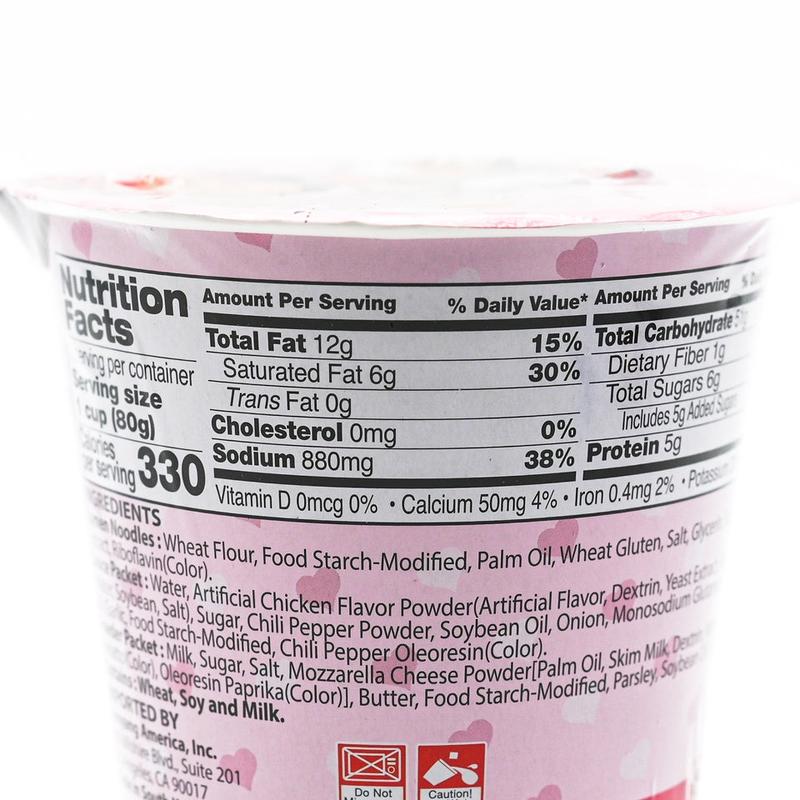 Nutrition
Facts
serving per container
Serving size
1 cup (80g)
Calories
per serving 330
Amount Per Serving % Daily Value*
Total Fat 12g 15%
Saturated Fat 6g 30%
Trans Fat 0g
Cholesterol 0mg 0%
Sodium 880mg 38%
Amount Per Serving
Total Carbohydrate
Dietary Fiber 1g
Total Sugars 6g
Includes 5g Added Sugars
Protein 5g
Vitamin D 0mcg 0% • Calcium 50mg 4% • Iron 0.4mg 2% •
INGREDIENTS
Noodles : Wheat Flour, Food Starch-Modified, Palm Oil, Wheat Gluten, Salt,
Riboflavin(Color).
Packet : Water, Artificial Chicken Flavor Powder(Artificial Flavor, Dextrin, Yeast
Soybean, Salt), Sugar, Chili Pepper Powder, Soybean Oil, Onion, Monosodium
Food Starch-Modified, Chili Pepper Oleoresin(Color).
Packet : Milk, Sugar, Salt, Mozzarella Cheese Powder[Palm Oil, Skim Milk,
Oleoresin Paprika(Color)], Butter, Food Starch-Modified, Parsley,
Wheat, Soy and Milk.
BY
America, Inc.
Blvd., Suite 201
CA 90017
Do Not
Caution!